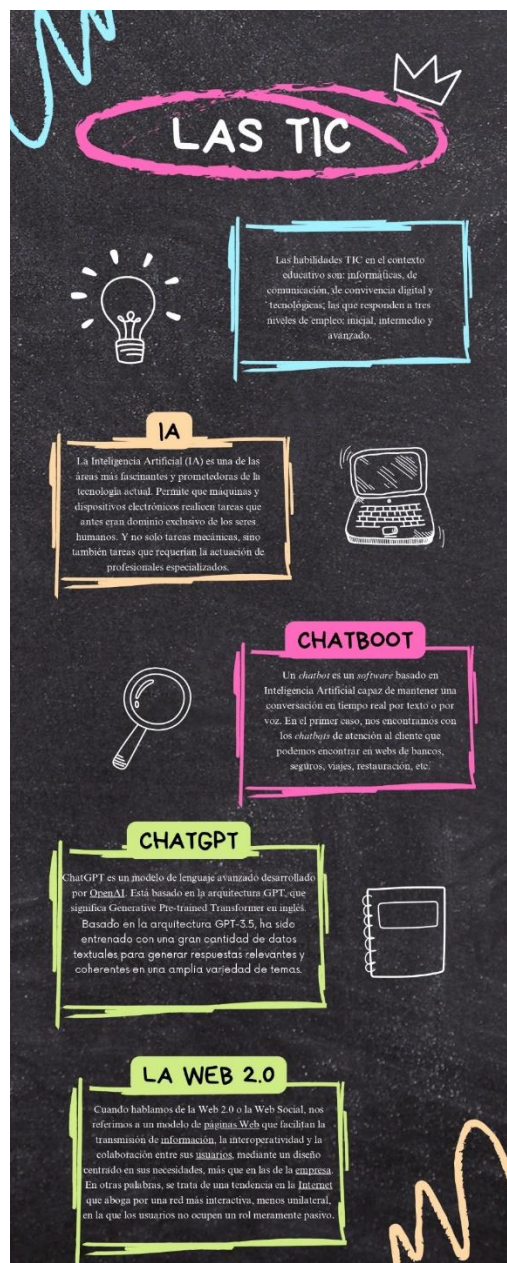 LAS TIC
Las habilidades TIC en el contexto
educativo son: informáticas, de
comunicación, de convivencia digital y
tecnológicas; las que responden a tres
niveles de empleo: inicial, intermedio y
avanzado.
IA
La Inteligencia Artificial (IA) es una de las
áreas más fascinantes y prometedoras de la
tecnología actual. Permite que máquinas y
dispositivos electrónicos realicen tareas que
antes eran dominio exclusivo de los seres
humanos. Y no solo tareas mecánicas, sino
también tareas que requerían la actuación de
profesionales especializados.
CHATBOOT
Un chatbot es un software basado en
Inteligencia Artificial capaz de mantener una
conversación en tiempo real por texto o por
voz. En el primer caso, nos encontramos con
los chatbots de atención al cliente que
podemos encontrar en webs de bancos,
seguros, viajes, restauración, etc.
CHATGPT
ChatGPT es un modelo de lenguaje avanzado desarrollado
por OpenAI. Está basado en la arquitectura GPT, que
significa Generative Pre-trained Transformer en inglés.
Basado en la arquitectura GPT-3.5, ha sido
entrenado con una gran cantidad de datos
textuales para generar respuestas relevantes y
coherentes en una amplia variedad de temas.
LA WEB 2.0
Cuando hablamos de la Web 2.0 o la Web Social, nos
referimos a un modelo de páginas Web que facilitan la
transmisión de información, la interoperatividad y la
colaboración entre sus usuarios, mediante un diseño
centrado en sus necesidades, más que en las de la empresa.
En otras palabras, se trata de una tendencia en la Internet
que aboga por una red más interactiva, menos unilateral,
en la que los usuarios no ocupen un rol meramente pasivo.